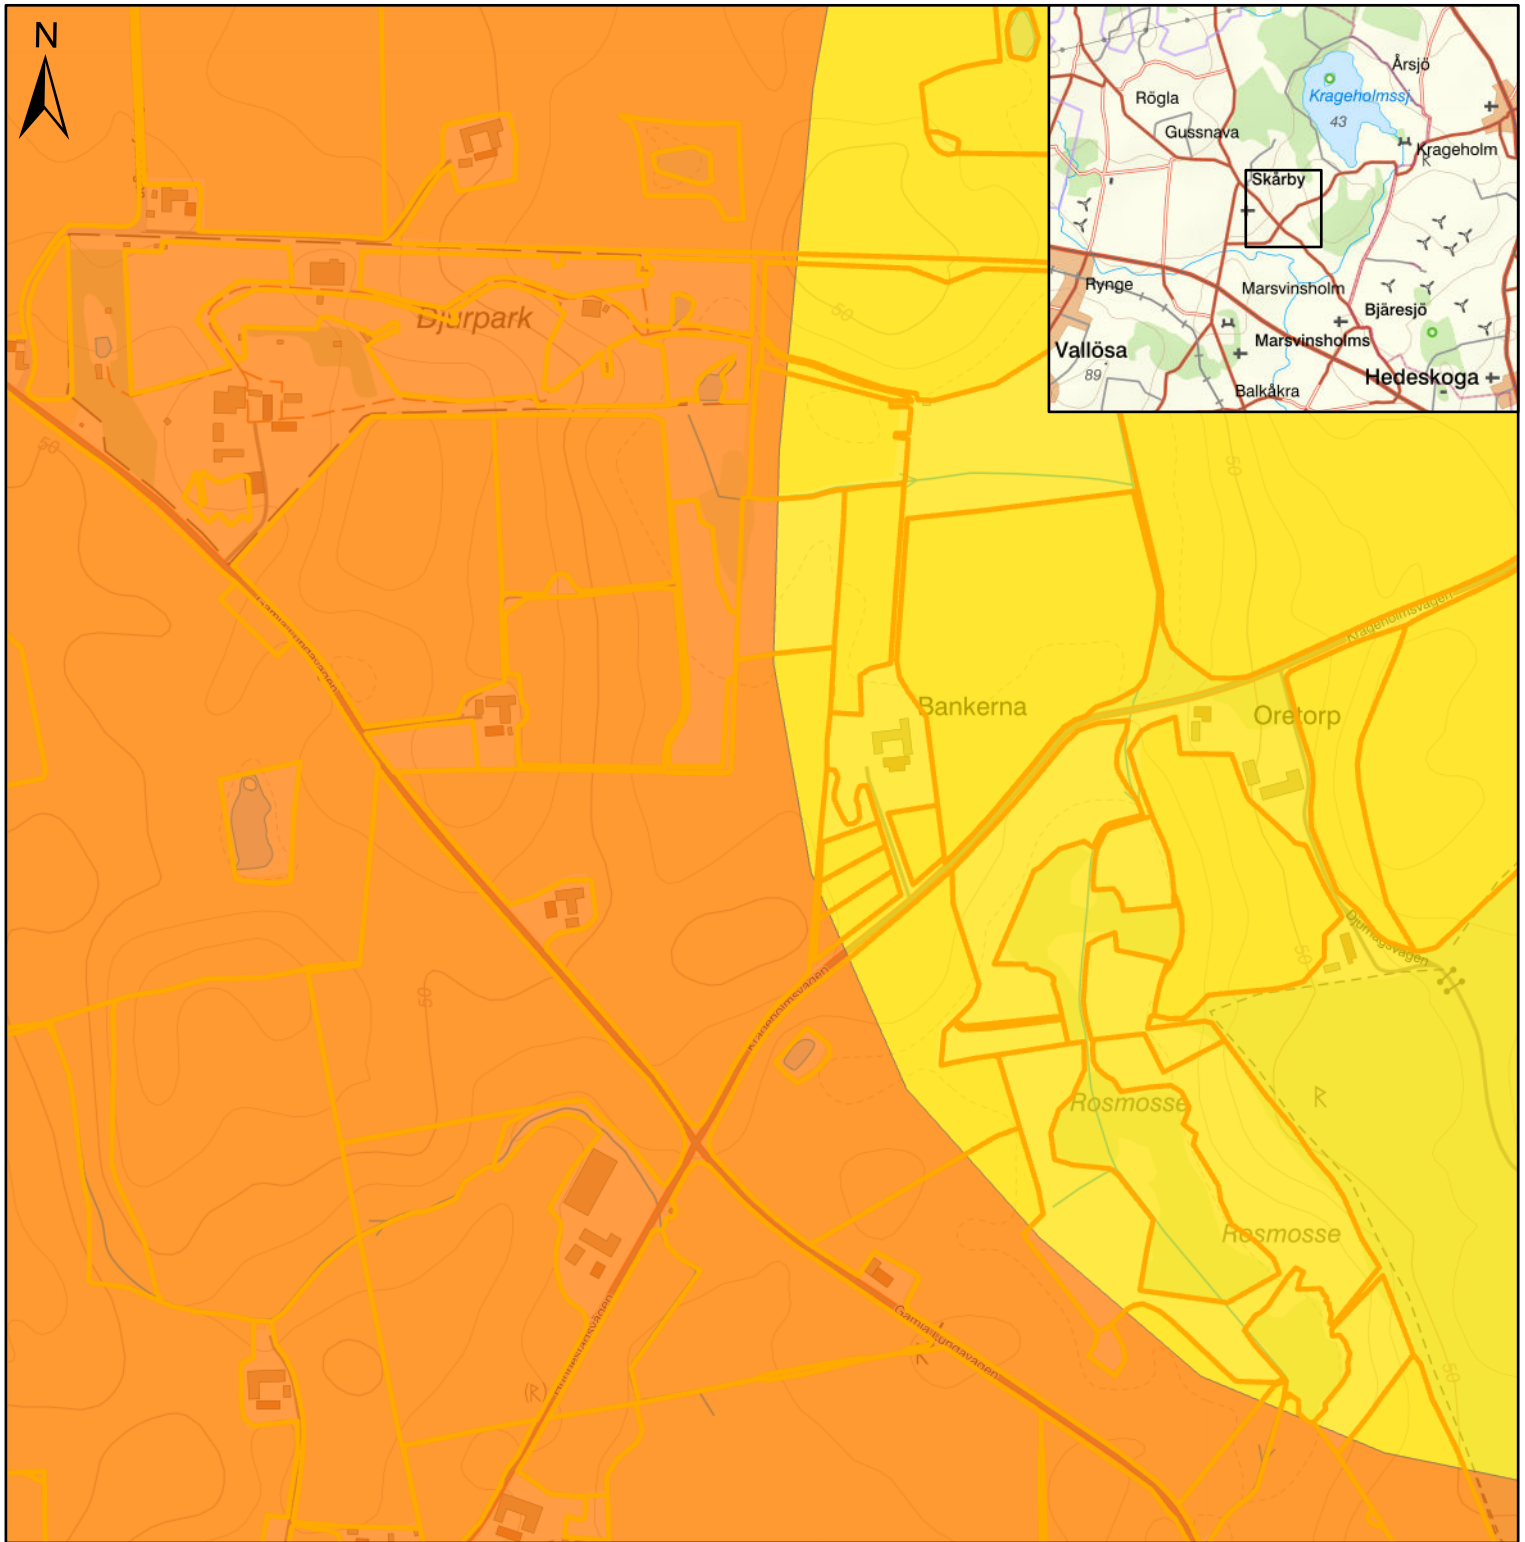 N
Årsjö
Rögla
Krageholmssj
43
Gussnava
Krageholm
R
Skårby
Rynge
Marsvinsholm
Bjäresjö
Vallösa
Marsvinsholms
89
Hedeskoga
Balkåkra
Djurpark
50
50
50
Gamla Lundavägen
Krageholmsvägen
Bankerna
Oretorp
Djurhagsvägen
50
50
Krageholmsvägen
R
Rosmosse
Rosmosse
Gamla Lundavägen
R
(R)
50